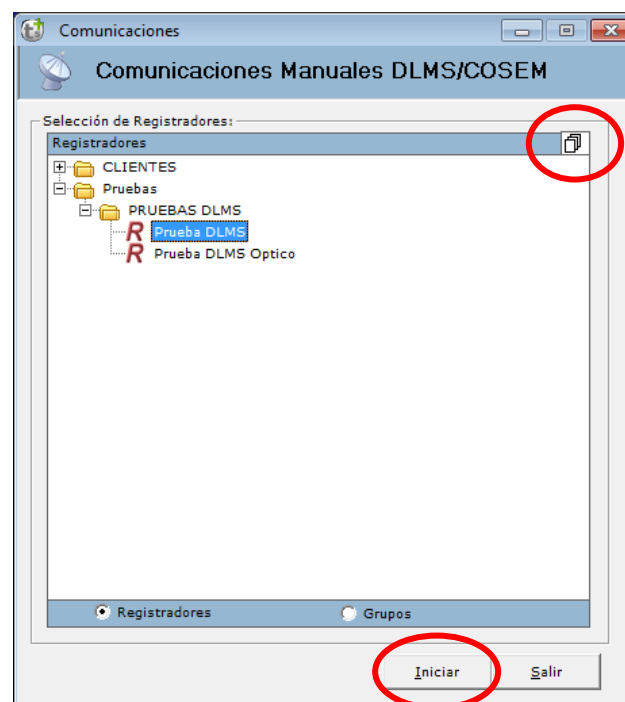 Comunicaciones
Comunicaciones Manuales DLMS/COSEM
Selección de Registradores:
Registradores
CLIENTES
Pruebas
PRUEBAS DLMS
R Prueba DLMS
R Prueba DLMS Optico
Registradores Grupos
Iniciar Salir